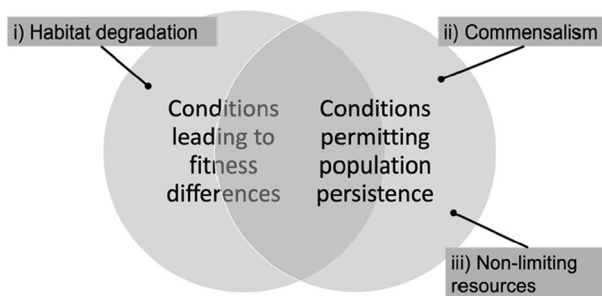 i) Habitat degradation
ii) Commensalism
Conditions
leading to
fitness
differences
Conditions
permitting
population
persistence
iii) Non-limiting
resources